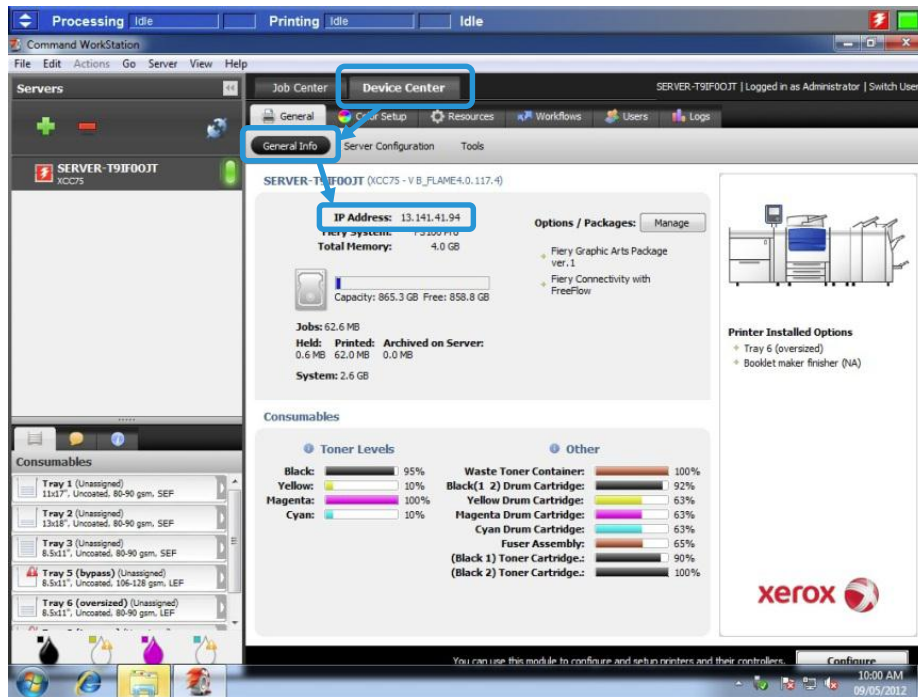 Processing Idle Printing Idle Idle
Command WorkStation
File Edit Actions Go Server View Help
Servers
SERVER-T9IF00JT
XCC75
Job Center Device Center SERVER-T9IF00JT | Logged in as Administrator | Switch User
General Color Setup Resources Workflows Users Logs
General Info Server Configuration Tools
SERVER-T9IF00JT (XCC75 - V B_FLAME4.0.117.4)
IP Address: 13.141.41.94
Fiery System: PS100 Pro
Total Memory: 4.0 GB
Capacity: 865.3 GB Free: 858.8 GB
Jobs: 62.6 MB
Held: Printed: Archived on Server:
0.6 MB 62.0 MB 0.0 MB
System: 2.6 GB
Options / Packages: Manage
Fiery Graphic Arts Package
ver.1
Fiery Connectivity with
FreeFlow
Printer Installed Options
Tray 6 (oversized)
Booklet maker finisher (NA)
Consumables
Toner Levels
Black: 95%
Yellow: 10%
Magenta: 100%
Cyan: 10%
Other
Waste Toner Container: 100%
Black(1 2) Drum Cartridge: 92%
Yellow Drum Cartridge: 63%
Magenta Drum Cartridge: 63%
Cyan Drum Cartridge: 63%
Fuser Assembly: 65%
(Black 1) Toner Cartridge.: 90%
(Black 2) Toner Cartridge.: 100%
xerox
Consumables
Tray 1 (Unassigned)
11x17", Uncoated, 80-90 gsm, SEF
Tray 2 (Unassigned)
13x18", Uncoated, 80-90 gsm, SEF
Tray 3 (Unassigned)
8.5x11", Uncoated, 80-90 gsm, SEF
Tray 5 (bypass) (Unassigned)
8.5x11", Uncoated, 106-128 gsm, LEF
Tray 6 (oversized) (Unassigned)
8.5x11", Uncoated, 80-90 gsm, LEF
You can use this module to configure and setup printers and their controllers. Configure
10:00 AM
09/05/2012